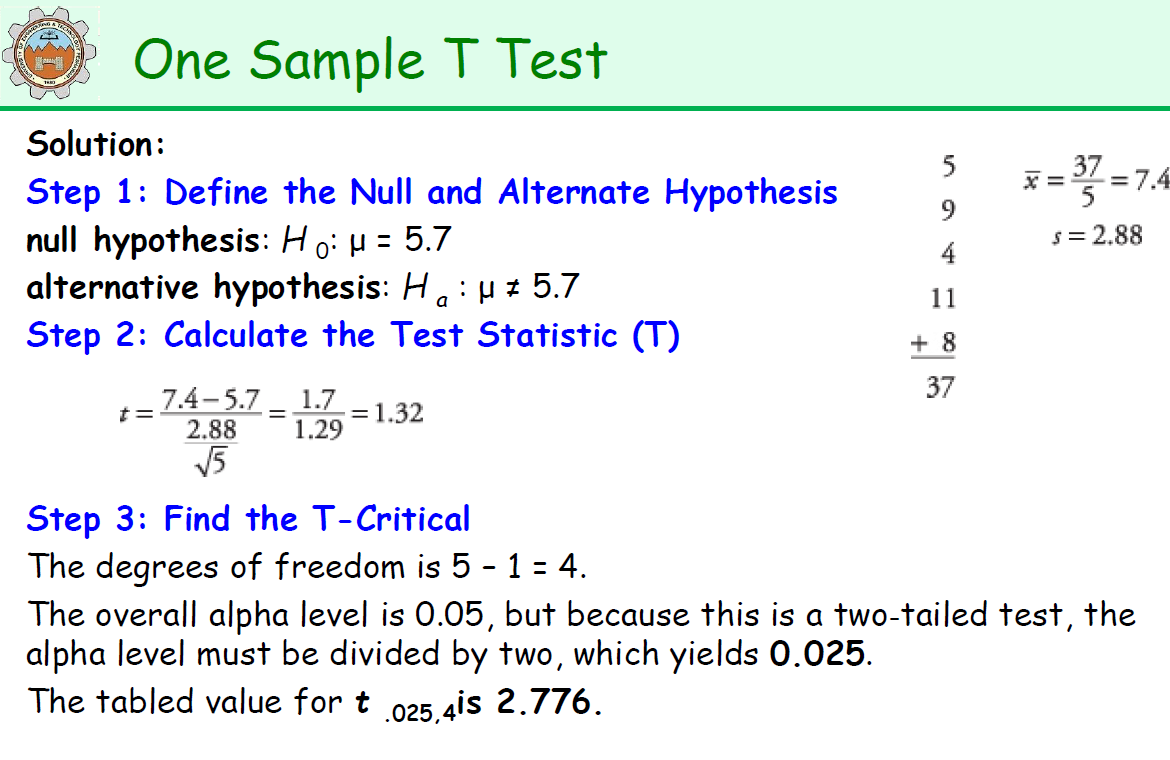 One Sample T Test
Solution:
Step 1: Define the Null and Alternate Hypothesis
null hypothesis: H 0: µ = 5.7
alternative hypothesis: H a : µ ≠ 5.7
Step 2: Calculate the Test Statistic (T)
t = (7.4 – 5.7) / (2.88 / √5) = 1.7 / 1.29 = 1.32
5
9
4
11
+ 8
37
x̄ = 37 / 5 = 7.4
s = 2.88
Step 3: Find the T-Critical
The degrees of freedom is 5 – 1 = 4.
The overall alpha level is 0.05, but because this is a two-tailed test, the
alpha level must be divided by two, which yields 0.025.
The tabled value for t .025,4is 2.776.